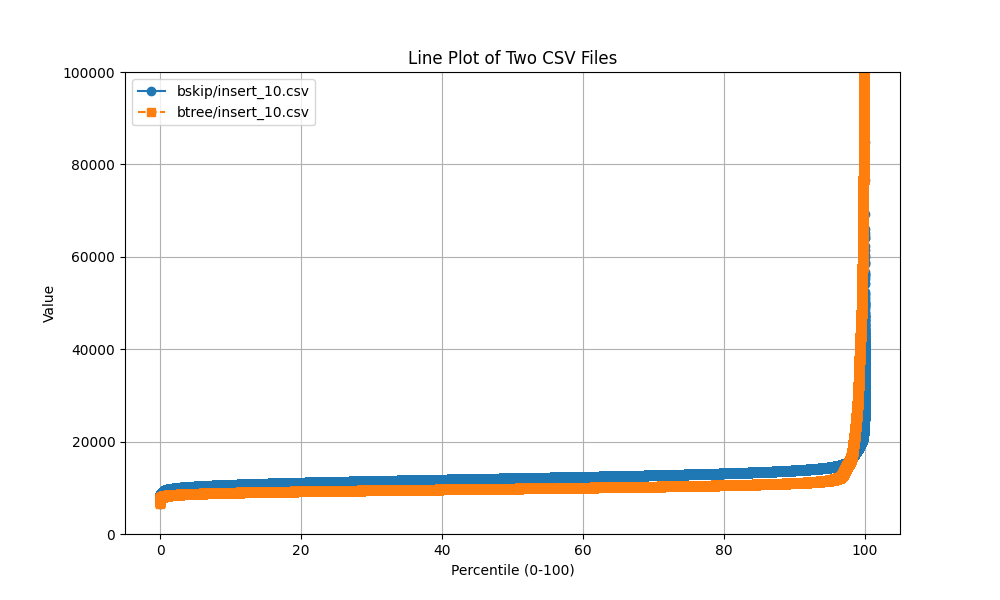 Line Plot of Two CSV Files
bskip/insert_10.csv
btree/insert_10.csv
Value
100000
80000
60000
40000
20000
0
0 20 40 60 80 100
Percentile (0-100)